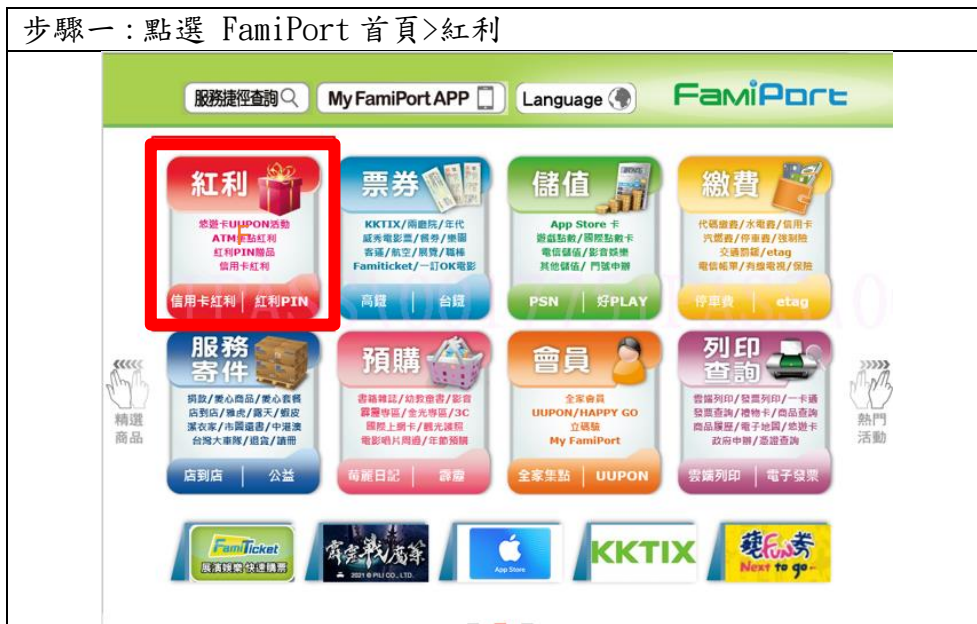 步驟一：點選 FamiPort 首頁>紅利
服務捷徑查詢 My FamiPort APP Language FamiPort
紅利
悠遊卡UUPON活動
ATM點紅利
紅利PIN贈品
信用卡紅利
信用卡紅利 紅利PIN
票券
KKTIX/兩廳院/年代
威秀電影票/餐券/樂園
客運/航空/展覽/職棒
Famiticket/一訂OK電影
高鐵 台鐵
儲值
App Store 卡
遊戲點數/國際點數卡
電信儲值/影音娛樂
其他儲值/ 門號申辦
PSN 好PLAY
繳費
代碼繳費/水電費/信用卡
汽燃費/停車費/強制險
交通罰鍰/etag
電信帳單/有線電視/保險
停車費 etag
服務
寄件
捐款/愛心商品/愛心套餐
店到店/雅虎/露天/蝦皮
潔衣家/市圖還書/中港澳
台灣大車隊/退貨/請冊
店到店 公益
預購
書籍雜誌/幼教童書/影音
霹靂專區/金光專區/3C
國際上網卡/觀光護照
電影唱片周邊/年節預購
荷麗日記 霹靂
會員
全家會員
UUPON/HAPPY GO
立碼驗
My FamiPort
全家集點 UUPON
列印
查詢
雲端列印/發票列印/一卡通
發票查詢/禮物卡/商品查詢
商品履歷/電子地圖/悠遊卡
政府申辦/憑證查詢
雲端列印 電子發票
精選
商品
熱門
活動
FamiTicket
展演娛樂 快速購票
2021 © PILI CO., LTD.
App Store
KKTIX
藝FUN券
Next to go